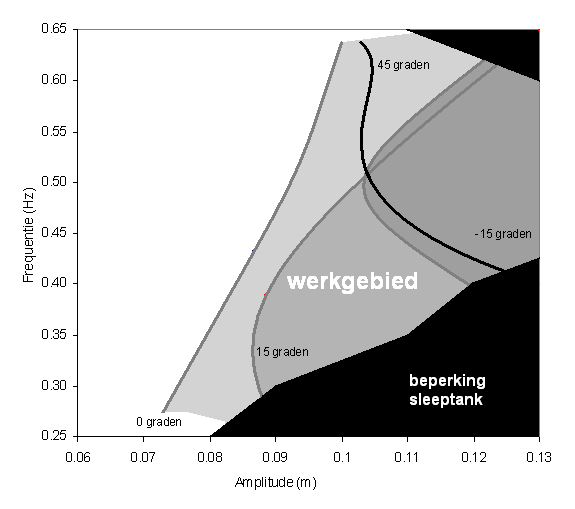 0.65
0.60
0.55
0.50
0.45
0.40
0.35
0.30
0.25
Frequentie (Hz)
45 graden
-15 graden
werkgebied
15 graden
beperking
sleeptank
0 graden
0.06 0.07 0.08 0.09 0.1 0.11 0.12 0.13
Amplitude (m)